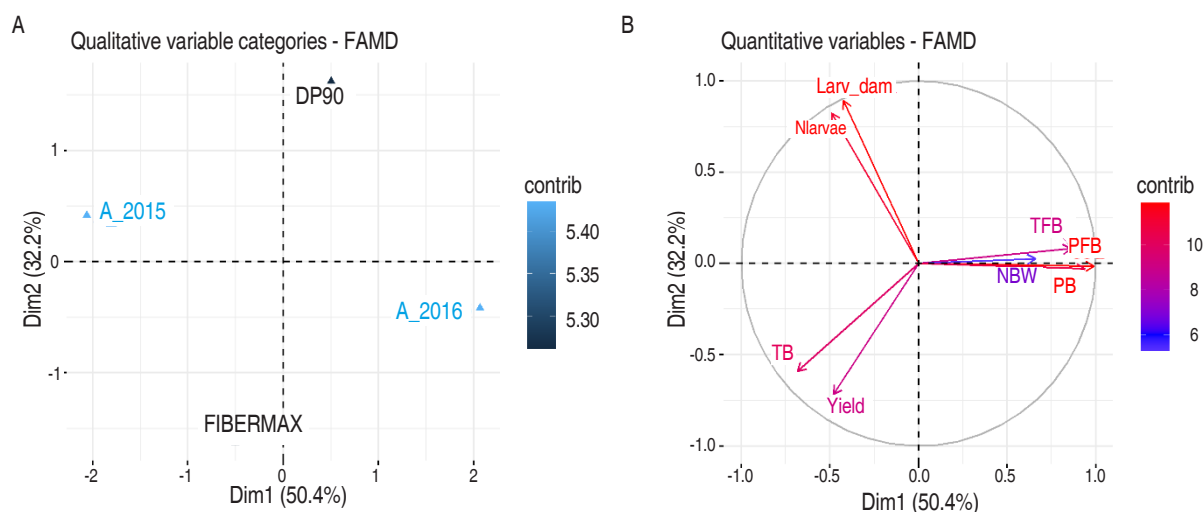 A
Qualitative variable categories - FAMD
DP90
A_2015
A_2016
FIBERMAX
1
0
-1
Dim2 (32.2%)
-2
-1
0
1
2
Dim1 (50.4%)
contrib
5.40
5.35
5.30
B
Quantitative variables - FAMD
Larv_dam
Nlarvae
TFB
PFB
NBW
PB
TB
Yield
1.0
0.5
0.0
-0.5
-1.0
Dim2 (32.2%)
-1.0
-0.5
0.0
0.5
1.0
Dim1 (50.4%)
contrib
10
8
6